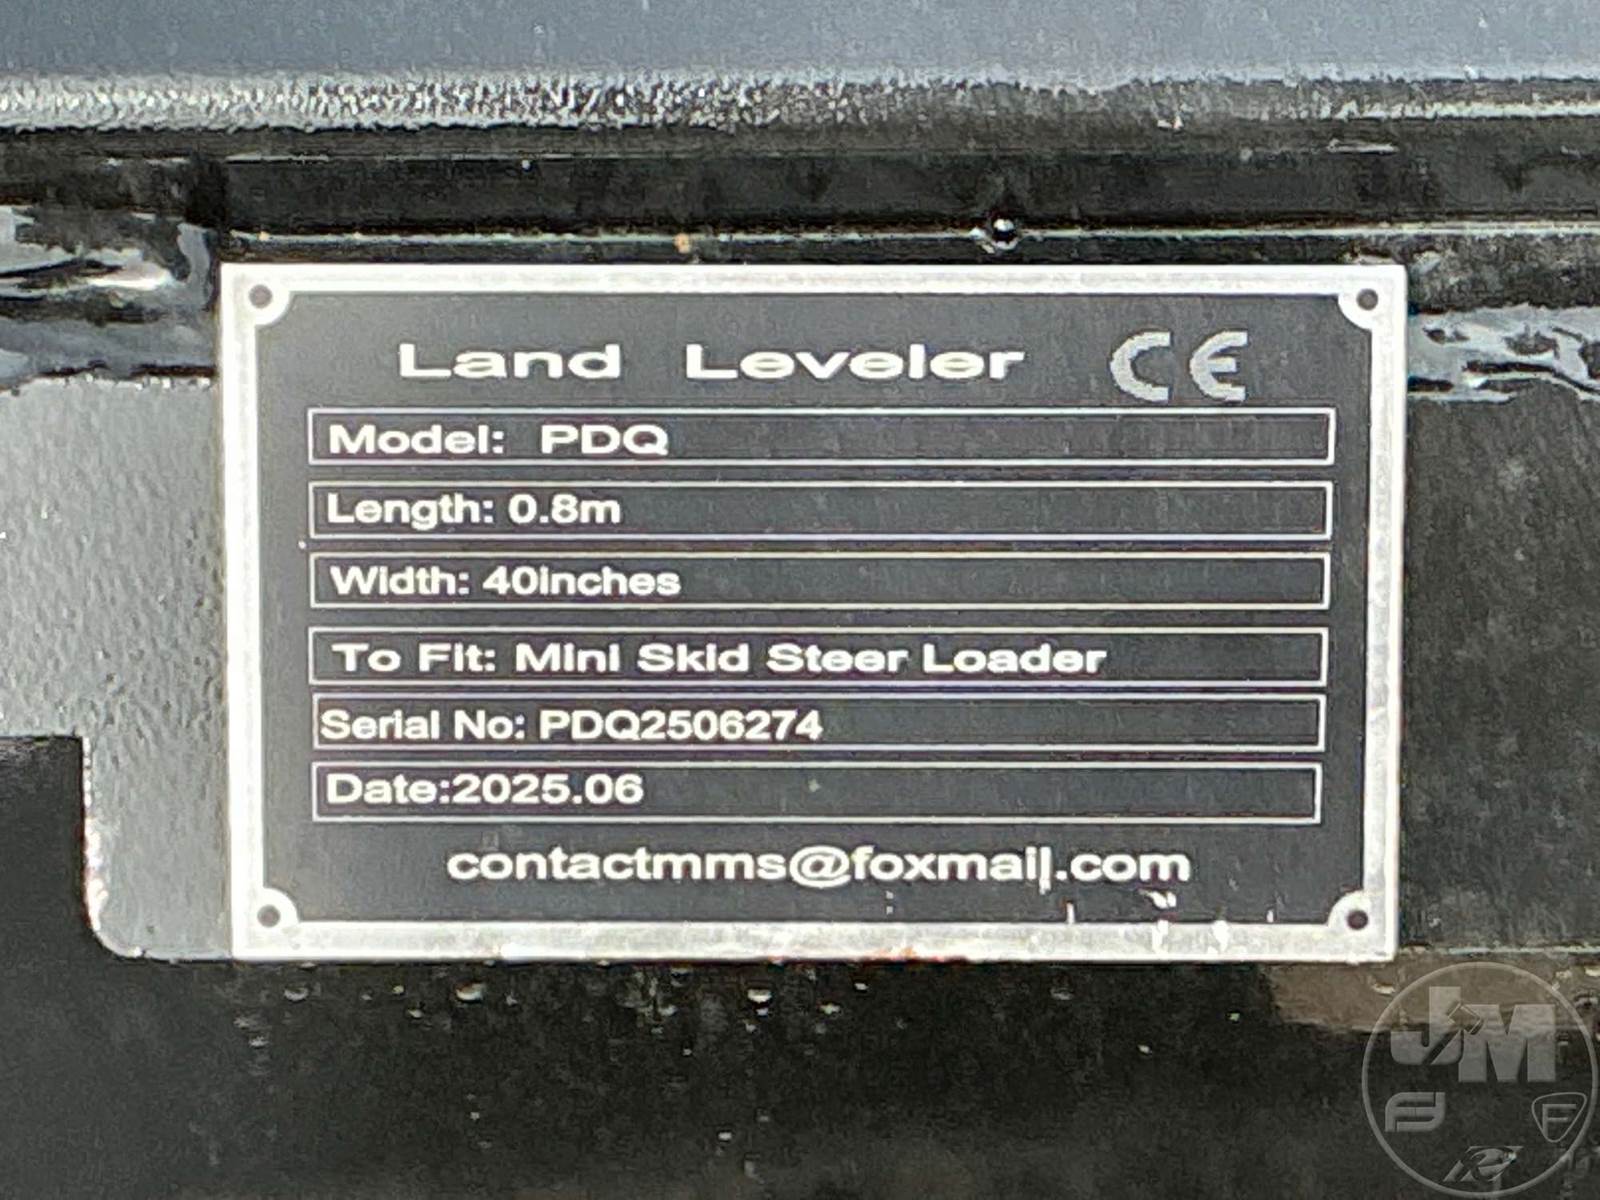 Land Leveler CE
Model: PDQ
Length: 0.8m
Width: 40inches
To Fit: Mini Skid Steer Loader
Serial No: PDQ2506274
Date:2025.06
contactmms@foxmail.com
JM